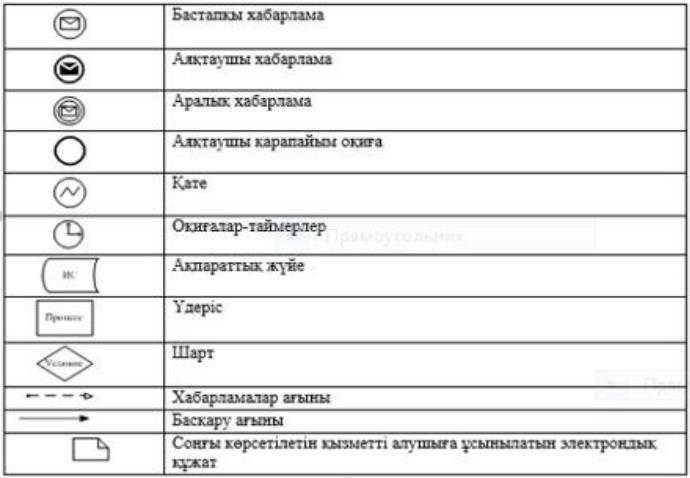 Бастапқы хабарлама
Аяқтаушы хабарлама
Аралық хабарлама
Аяқтаушы қарапайым оқиға
Қате
Оқиғалар-таймерлер
Прямоугольник
ИС
Ақпараттық жүйе
Процесс
Үдеріс
Условие
Шарт
Хабарламалар ағыны
Басқару ағыны
Соңғы көрсетілетін қызметті алушыға ұсынылатын электрондық
құжат